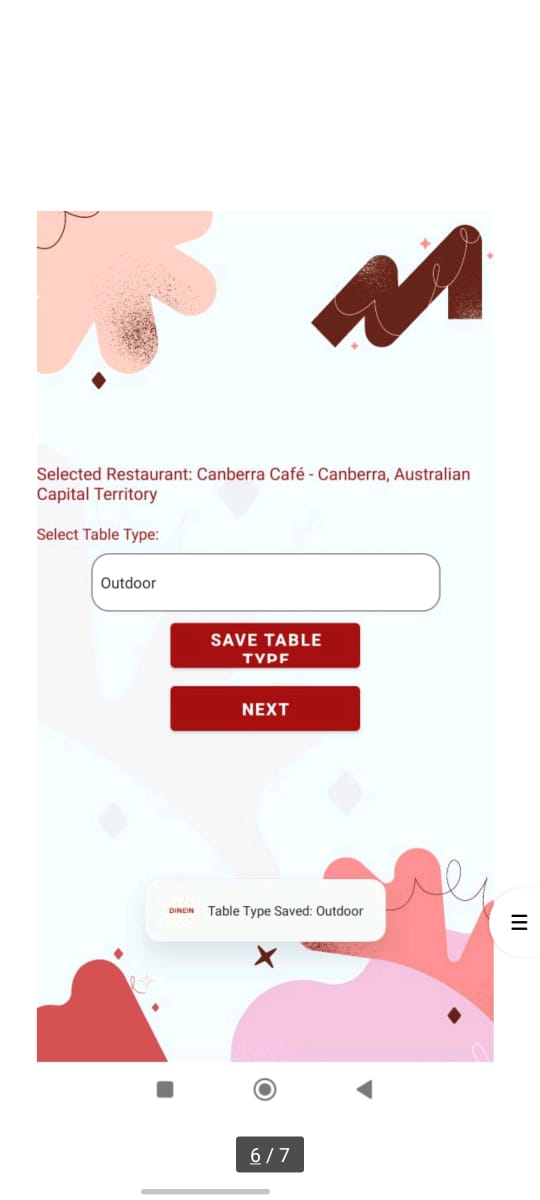 Selected Restaurant: Canberra Café - Canberra, Australian
Capital Territory
Select Table Type:
Outdoor
SAVE TABLE
TYPE
NEXT
DINEIN
Table Type Saved: Outdoor
6 / 7